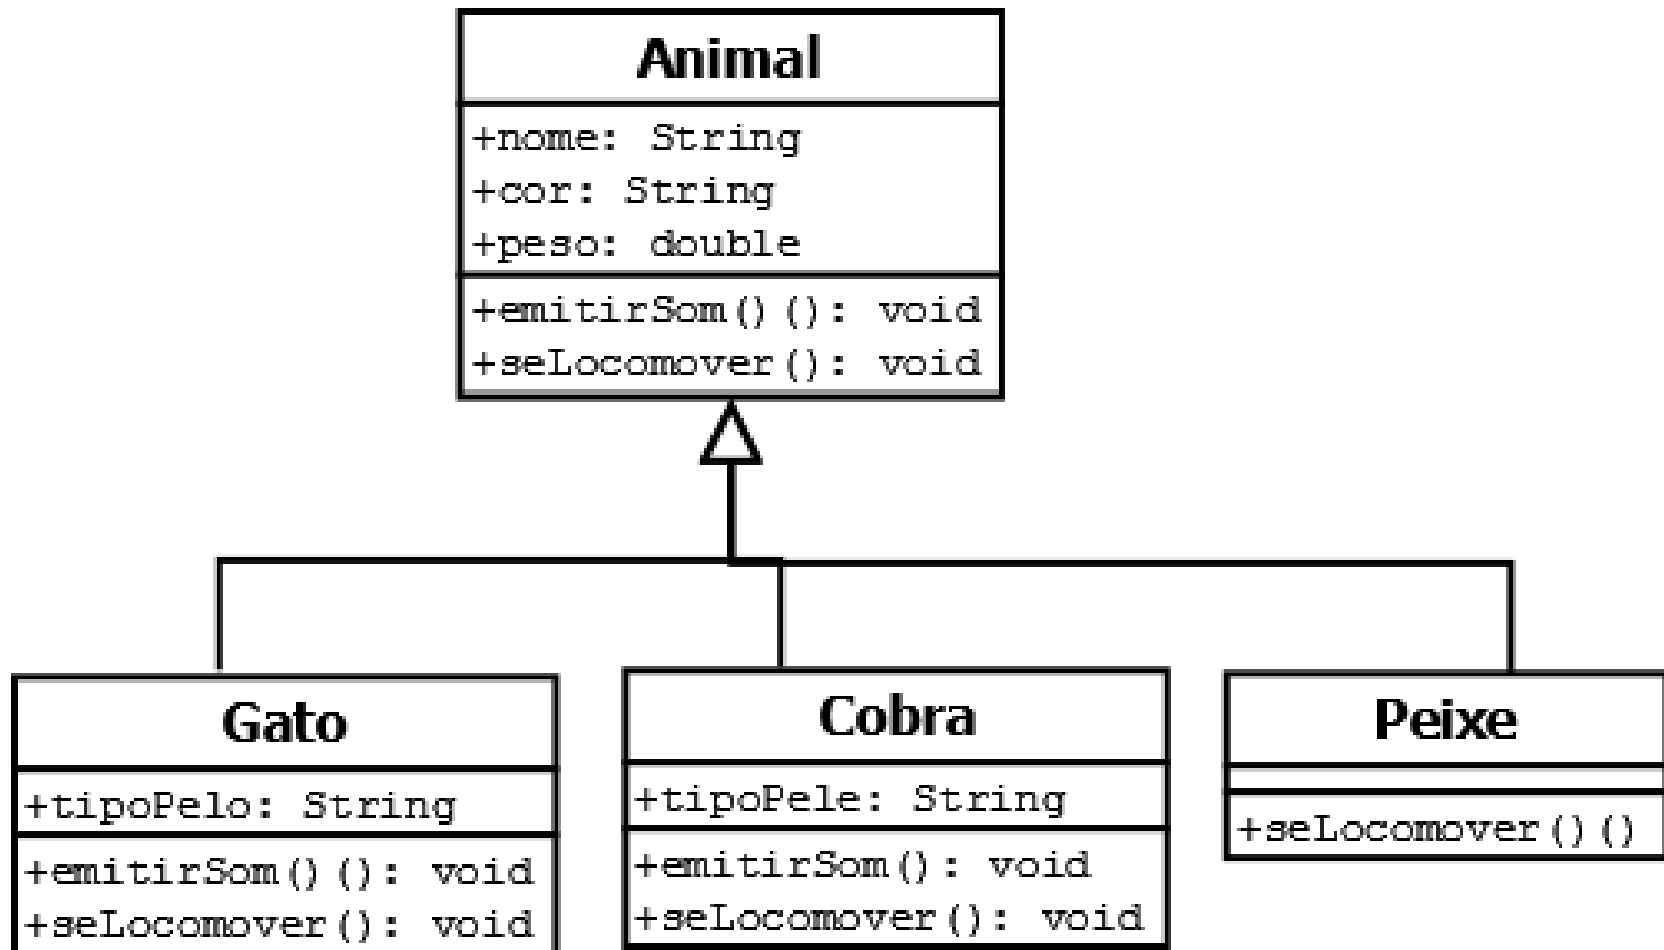 Animal
+nome: String
+cor: String
+peso: double
+emitirSom()(): void
+seLocomover(): void
Gato
+tipoPelo: String
+emitirSom()(): void
+seLocomover(): void
Cobra
+tipoPele: String
+emitirSom(): void
+seLocomover(): void
Peixe
+seLocomover()()